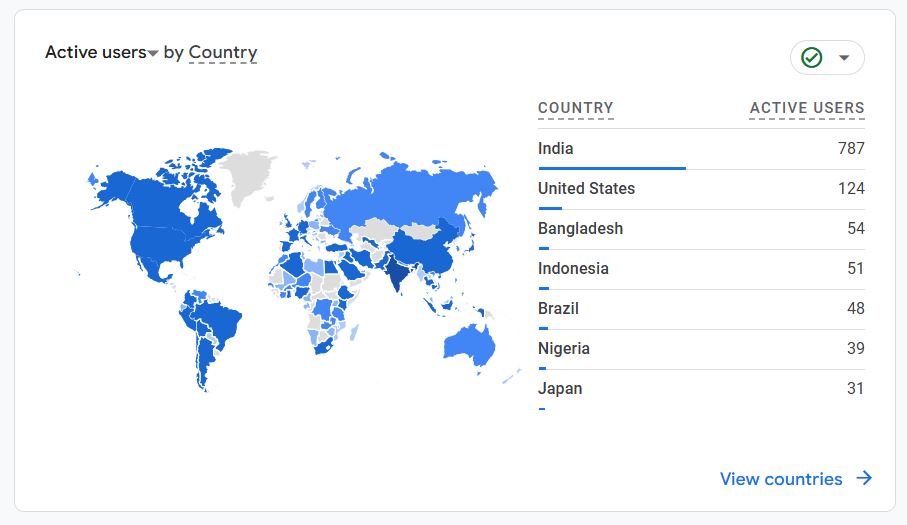 Active users by Country
COUNTRY ACTIVE USERS
India 787
United States 124
Bangladesh 54
Indonesia 51
Brazil 48
Nigeria 39
Japan 31
View countries